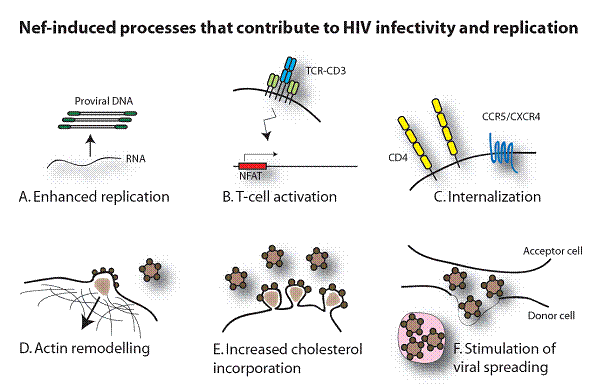 Nef-induced processes that contribute to HIV infectivity and replication
Proviral DNA
RNA
A. Enhanced replication
TCR-CD3
NFAT
B. T-cell activation
CCR5/CXCR4
CD4
C. Internalization
D. Actin remodelling
E. Increased cholesterol
incorporation
Acceptor cell
Donor cell
F. Stimulation of
viral spreading